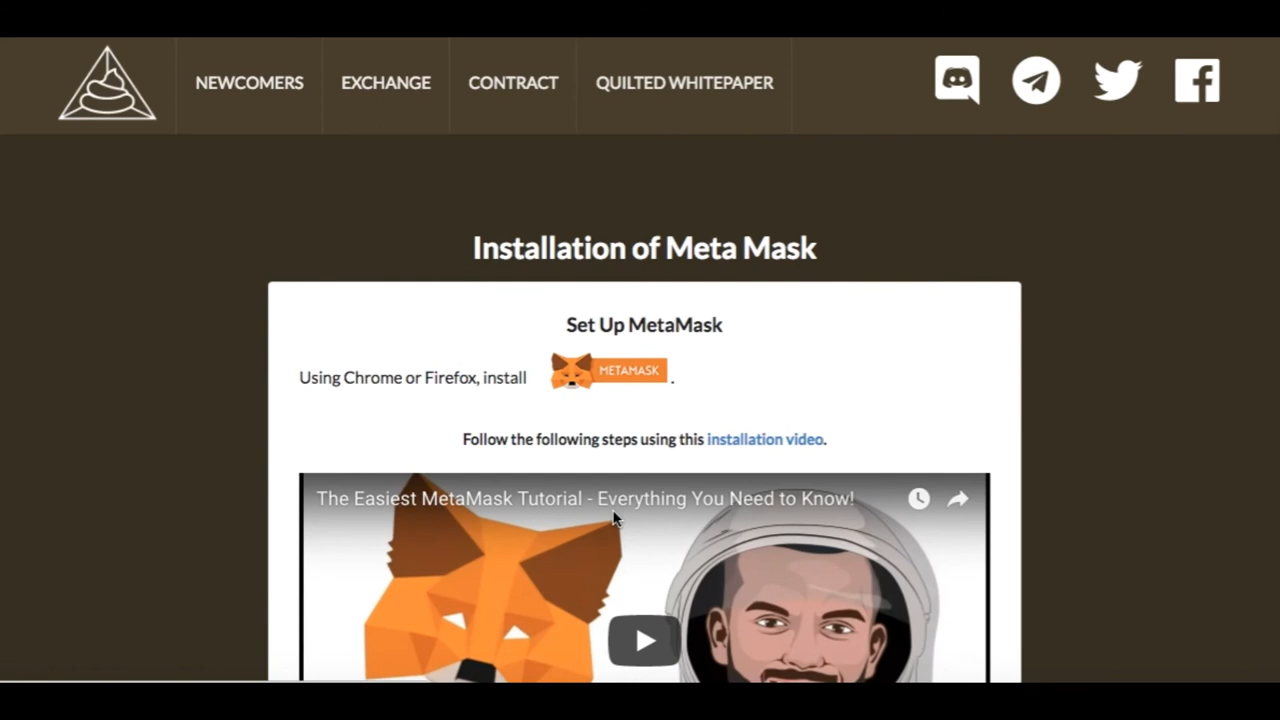 NEWCOMERS EXCHANGE CONTRACT QUILTED WHITEPAPER
Installation of Meta Mask
Set Up MetaMask
Using Chrome or Firefox, install METAMASK .
Follow the following steps using this installation video.
The Easiest MetaMask Tutorial - Everything You Need to Know!